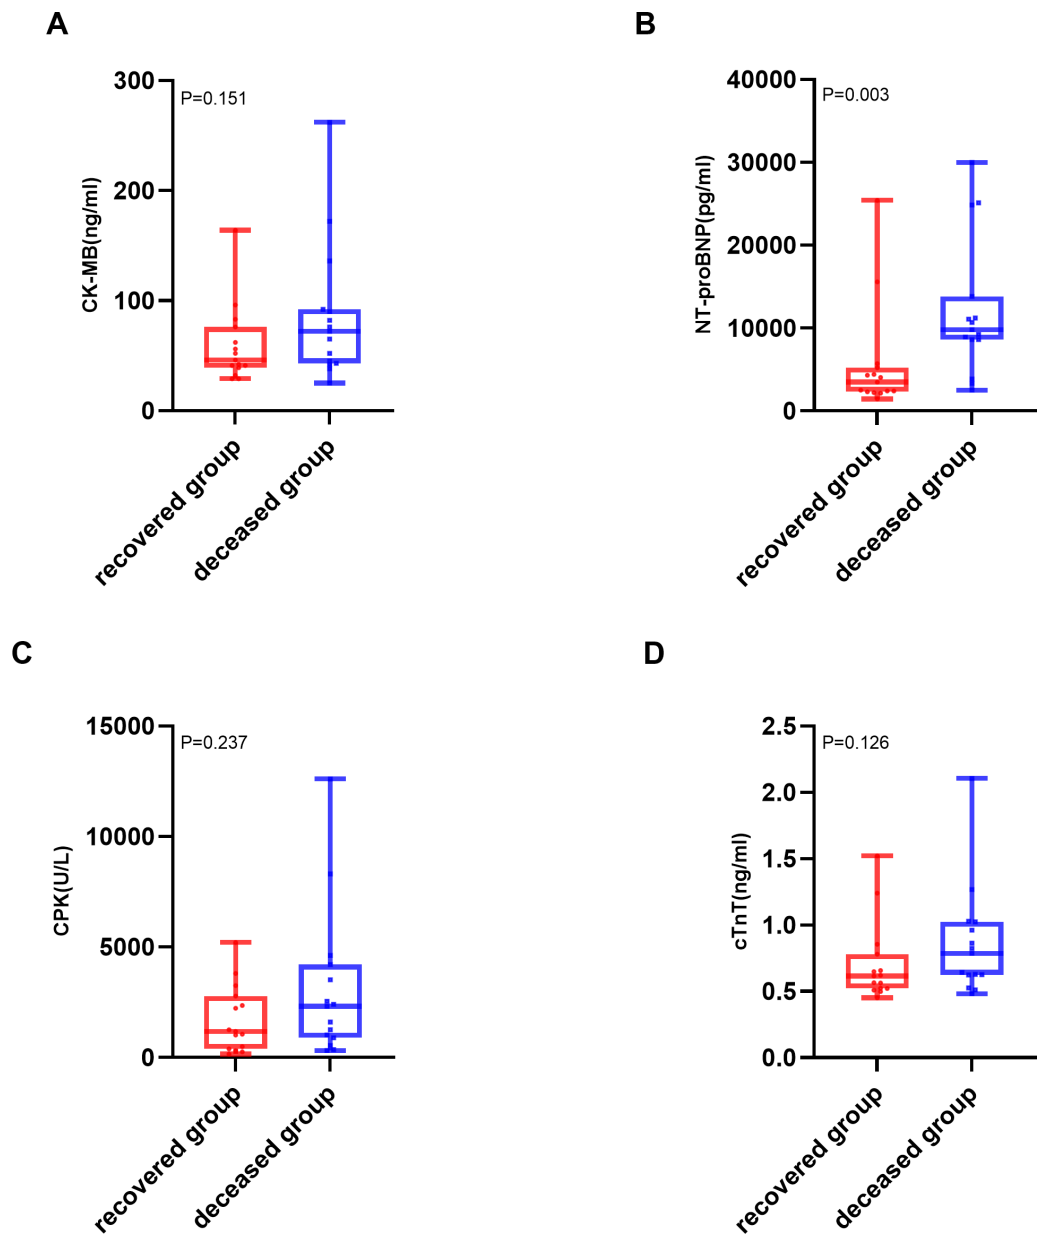 A
300
200
100
0
CK-MB(ng/ml)
P=0.151
recovered group
deceased group
B
40000
30000
20000
10000
0
NT-proBNP(pg/ml)
P=0.003
recovered group
deceased group
C
15000
10000
5000
0
CPK(U/L)
P=0.237
recovered group
deceased group
D
2.5
2.0
1.5
1.0
0.5
0.0
cTnT(ng/ml)
P=0.126
recovered group
deceased group